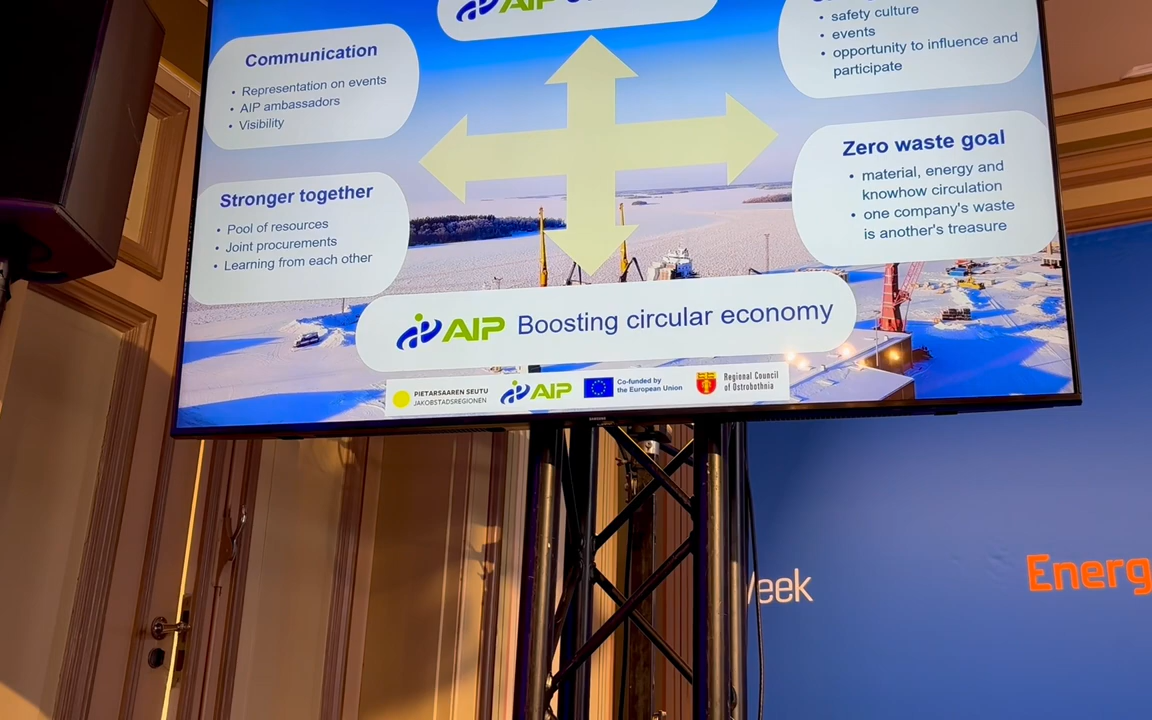 AIP
Communication
• Representation on events
• AIP ambassadors
• Visibility
Stronger together
• Pool of resources
• Joint procurements
• Learning from each other
• safety culture
• events
• opportunity to influence and
participate
Zero waste goal
• material, energy and
knowhow circulation
• one company's waste
is another's treasure
AIP Boosting circular economy
PIETARSAAREN SEUTU
JAKOBSTADSREGIONEN
AIP
Co-funded by
the European Union
Regional Council
of Ostrobothnia
SAMSUNG
eek
Energ